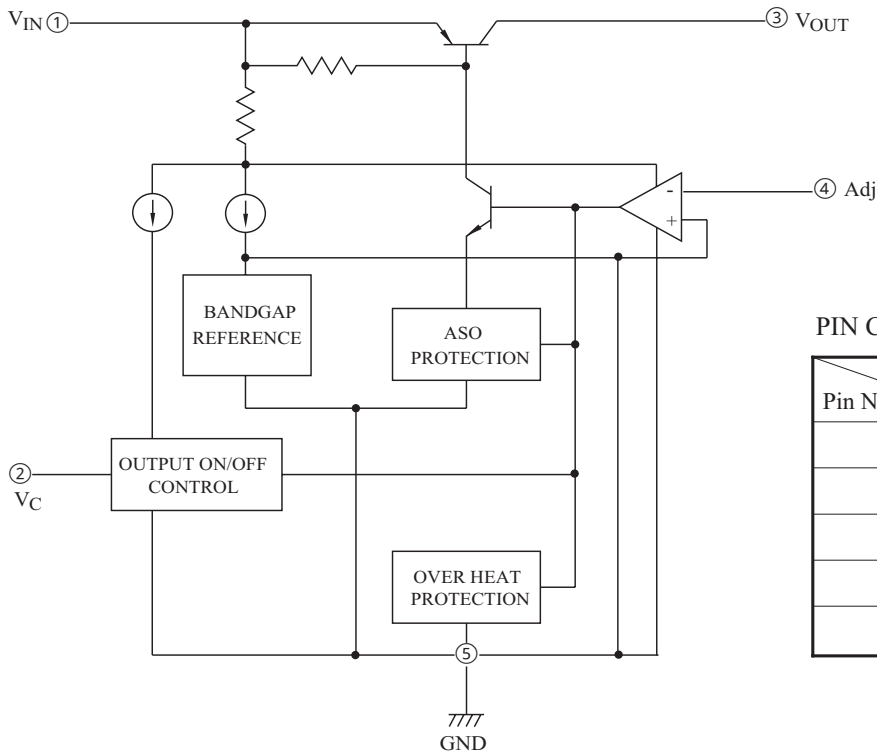 VIN ① ③ VOUT
④ Adj
- 
+
BANDGAP
REFERENCE
ASO
PROTECTION
PIN C
Pin N
② VC
OUTPUT ON/OFF
CONTROL
OVER HEAT
PROTECTION
⑤
GND